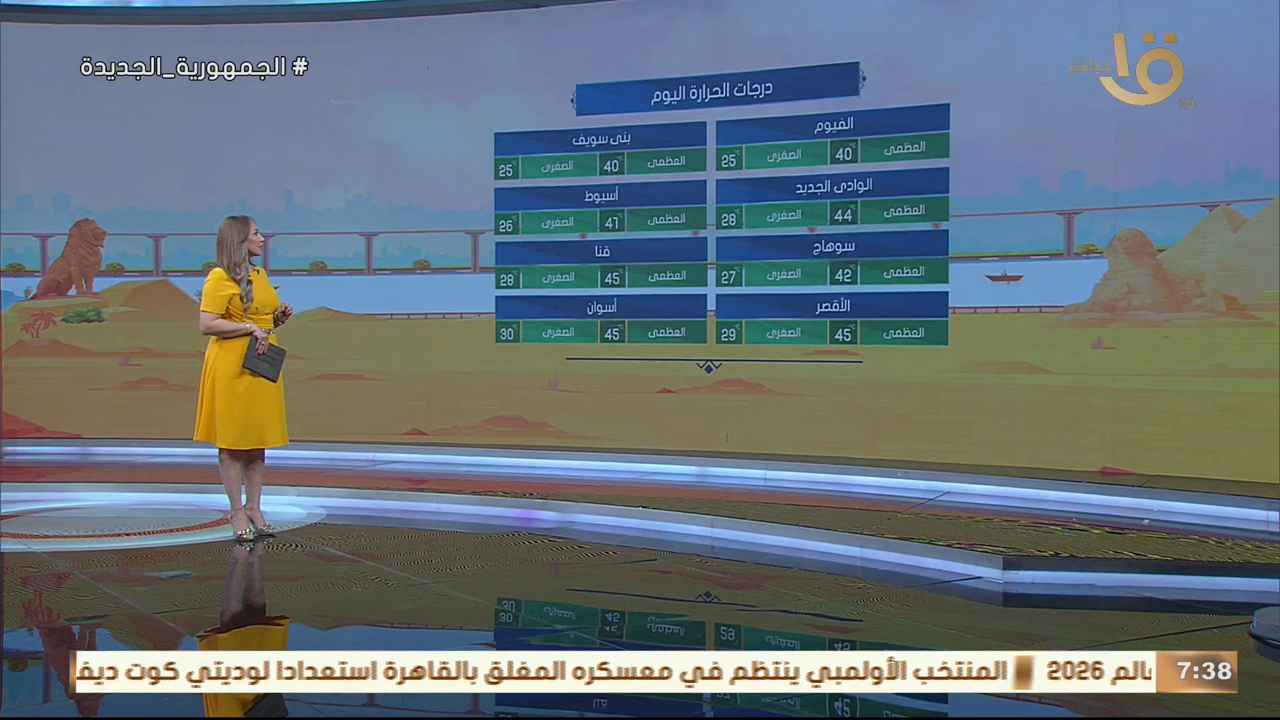 # الجمهورية_الجديدة
درجات الحرارة اليوم
الفيوم
العظمى 40°c الصغرى 25°c
بنى سويف
العظمى 40°c الصغرى 25°c
الوادى الجديد
العظمى 44°c الصغرى 28°c
أسيوط
العظمى 41°c الصغرى 26°c
سوهاج
العظمى 42°c الصغرى 27°c
قنا
العظمى 45°c الصغرى 28°c
الأقصر
العظمى 45°c الصغرى 29°c
أسوان
العظمى 45°c الصغرى 30
7:38
عالم 2026 المنتخب الأولمبي ينتظم في معسكره المغلق بالقاهرة استعدادا لوديتي كوت ديف